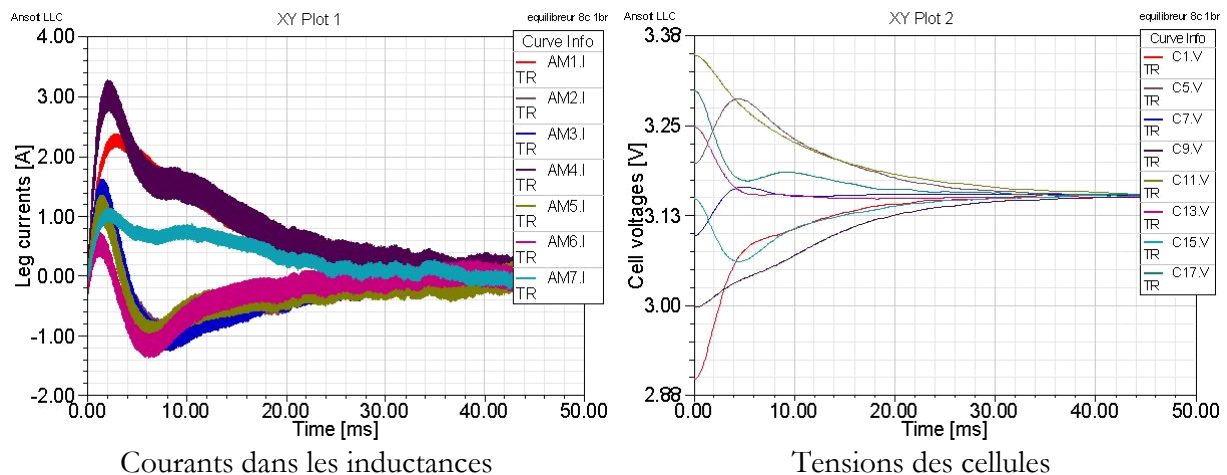 Ansoft LLC
XY Plot 1
equilibreur 8c 1br
Curve Info
AM1.I
TR
AM2.I
TR
AM3.I
TR
AM4.I
TR
AM5.I
TR
AM6.I
TR
AM7.I
TR
Leg currents [A]
4.00
3.00
2.00
1.00
0.00
-1.00
-2.00
0.00
10.00
20.00
30.00
40.00
50.00
Time [ms]
Courants dans les inductances
Ansoft LLC
XY Plot 2
equilibreur 8c 1br
Curve Info
C1.V
TR
C5.V
TR
C7.V
TR
C9.V
TR
C11.V
TR
C13.V
TR
C15.V
TR
C17.V
TR
Cell voltages [V]
3.38
3.25
3.13
3.00
2.88
0.00
10.00
20.00
30.00
40.00
50.00
Time [ms]
Tensions des cellules